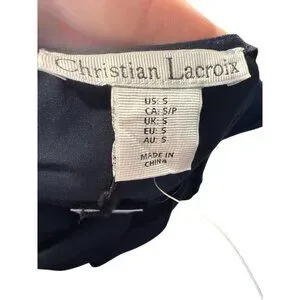 Christian Lacroix
US: S
CA: S/P
UK: S
EU: S
AU: S
MADE IN
CHINA